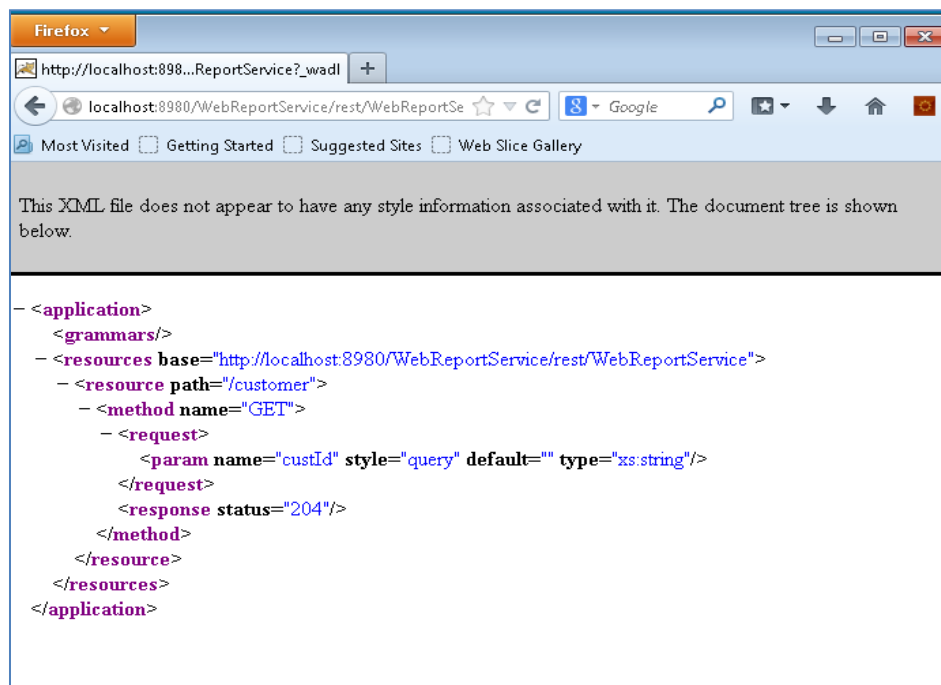 Firefox
http://localhost:898...ReportService?_wadl
localhost:8980/WebReportService/rest/WebReportSe
Google
Most Visited Getting Started Suggested Sites Web Slice Gallery
This XML file does not appear to have any style information associated with it. The document tree is shown
below.
− <application>
<grammars/>
− <resources base="http://localhost:8980/WebReportService/rest/WebReportService">
− <resource path="/customer">
− <method name="GET">
− <request>
<param name="custId" style="query" default="" type="xs:string"/>
</request>
<response status="204"/>
</method>
</resource>
</resources>
</application>